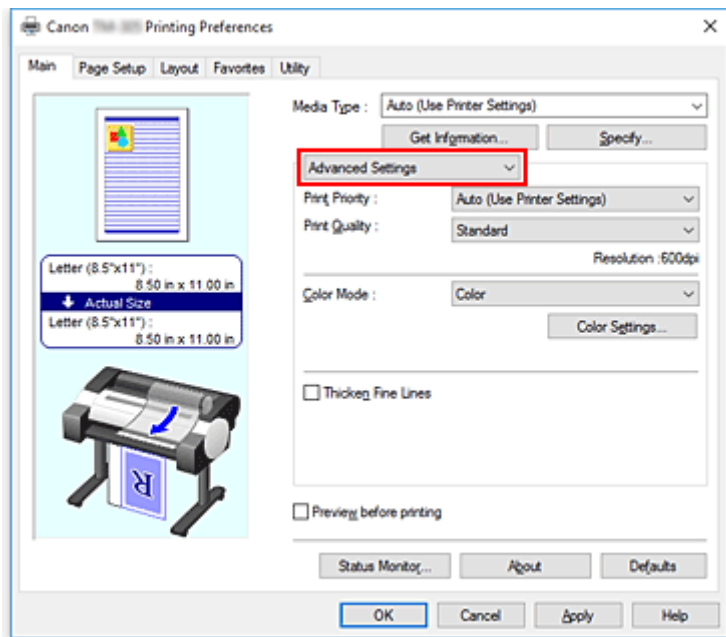 Canon Printing Preferences
Main Page Setup Layout Favorites Utility
Media Type : Auto (Use Printer Settings)
Get Information... Specify...
Advanced Settings
Print Priority : Auto (Use Printer Settings)
Print Quality : Standard
Resolution :600dpi
Letter (8.5"x11") :
8.50 in x 11.00 in
Actual Size
Letter (8.5"x11") :
8.50 in x 11.00 in
Color Mode : Color
Color Settings...
Thicken Fine Lines
R
Preview before printing
Status Monitor... About Defaults
OK Cancel Apply Help